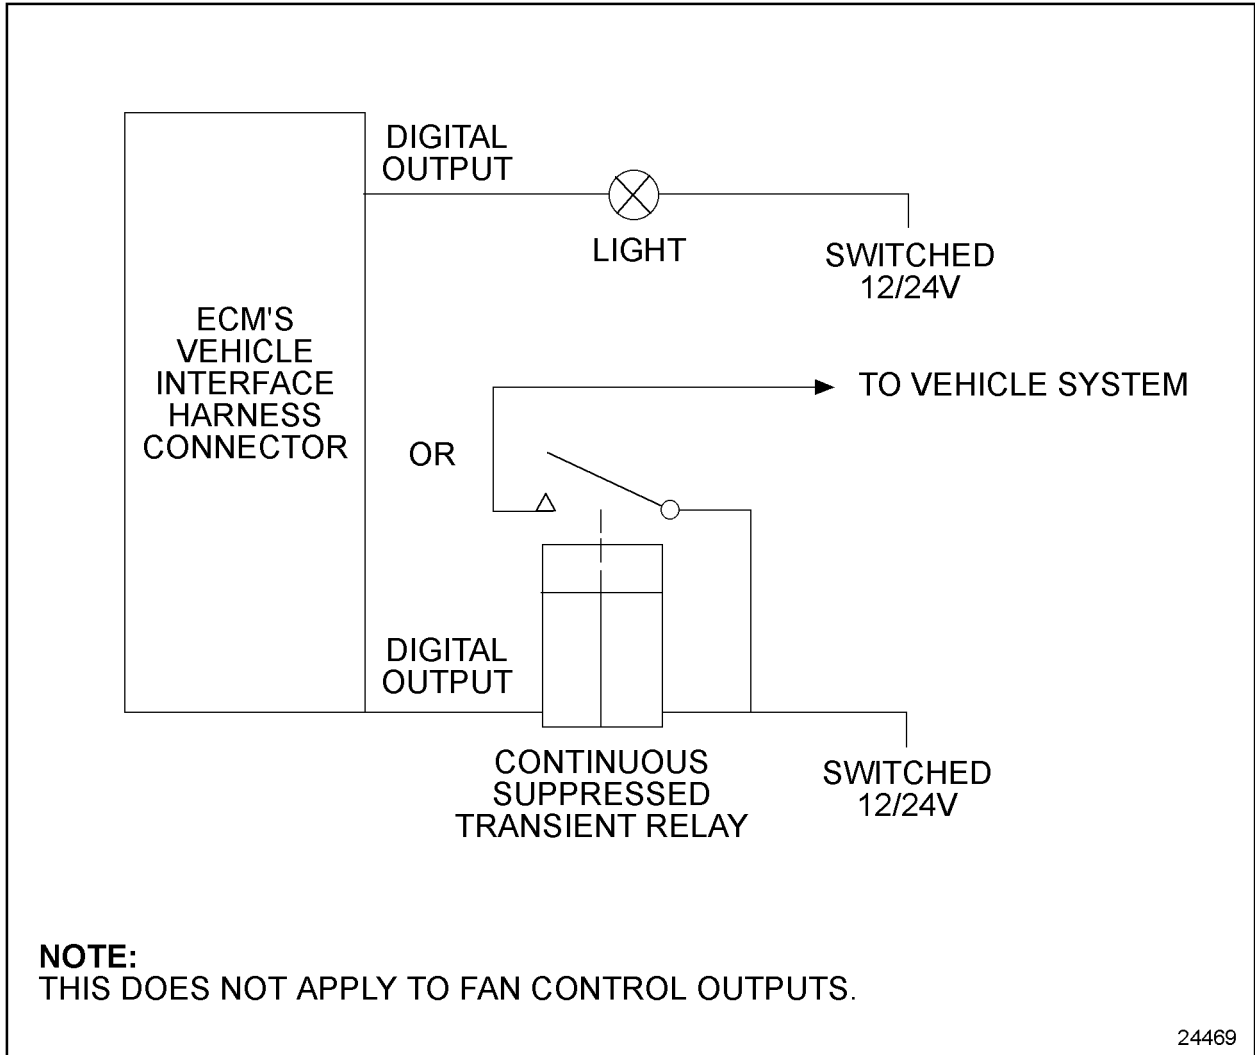 DIGITAL
OUTPUT
LIGHT
SWITCHED
12/24V
ECM'S
VEHICLE
INTERFACE
HARNESS
CONNECTOR
TO VEHICLE SYSTEM
OR
DIGITAL
OUTPUT
CONTINUOUS
SUPPRESSED
TRANSIENT RELAY
SWITCHED
12/24V
NOTE:
THIS DOES NOT APPLY TO FAN CONTROL OUTPUTS.
24469